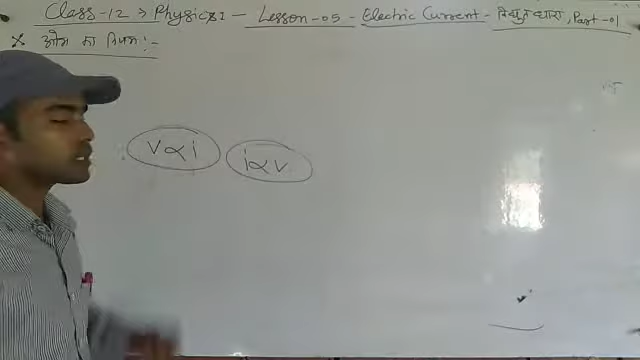 Class-12 → Physics:- Lesson-05 - Electric Current - विद्युत धारा, Part-01
* ओम का नियम :-
v∝i i∝v